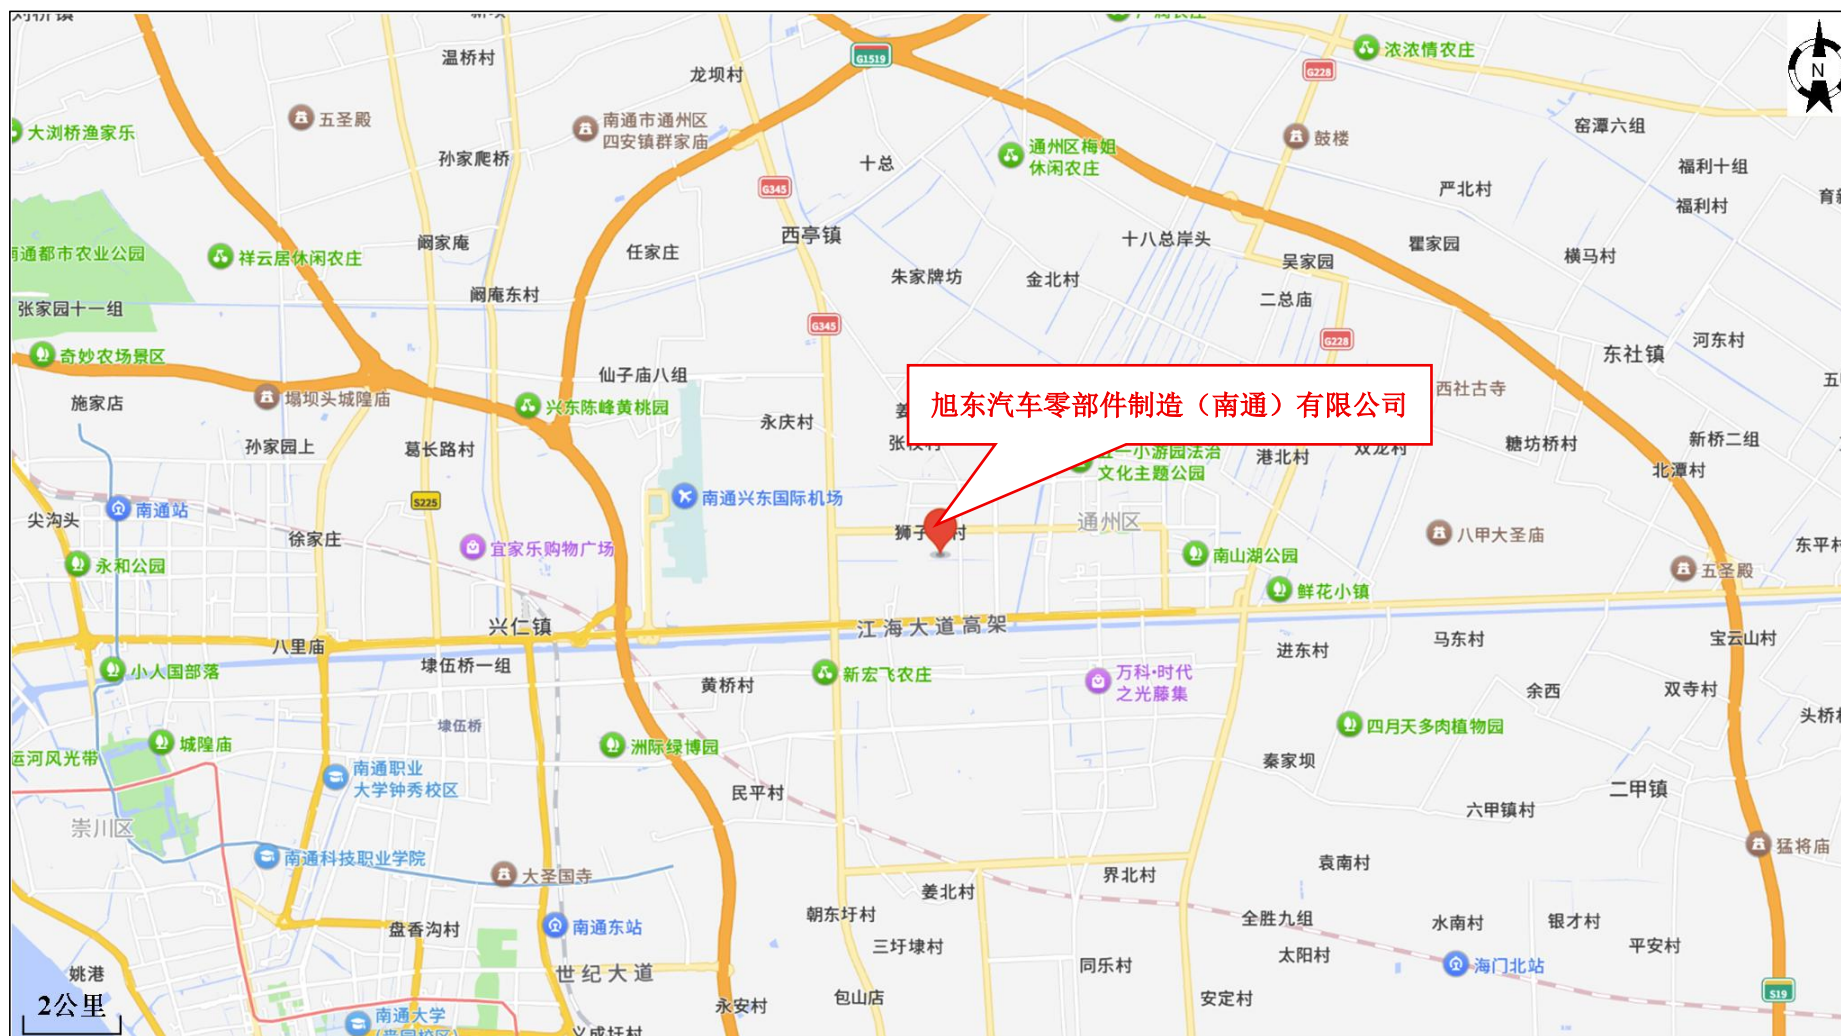 温桥村
龙坝村
G1519
G228
浓浓情农庄
N
五圣殿
南通市通州区
四安镇群家庙
大浏桥渔家乐
孙家爬桥
十总
通州区梅姐
休闲农庄
鼓楼
窑潭六组
福利十组
G345
严北村
福利村
阚家庵
任家庄
西亭镇
十八总岸头
瞿家园
横马村
南通都市农业公园
祥云居休闲农庄
吴家园
朱家牌坊
金北村
阚庵东村
二总庙
张家园十一组
G345
G228
河东村
东社镇
奇妙农场景区
仙子庙八组
西社古寺
塌坝头城隍庙
施家店
兴东陈峰黄桃园
永庆村
旭东汽车零部件制造（南通）有限公司
孙家园上
葛长路村
港北村
双龙村
糖坊桥村
新桥二组
文化主题公园
北潭村
南通站
S225
南通兴东国际机场
尖沟头
通州区
徐家庄
宜家乐购物广场
狮子
村
八甲大圣庙
东平村
永和公园
南山湖公园
五圣殿
鲜花小镇
兴仁镇
江海大道高架
八里庙
马东村
宝云山村
进东村
小人国部落
埭伍桥一组
黄桥村
新宏飞农庄
万科·时代
之光藤集
余西
双寺村
埭伍桥
四月天多肉植物园
头桥村
运河风光带
城隍庙
洲际绿博园
南通职业
大学钟秀校区
秦家坝
民平村
二甲镇
六甲镇村
崇川区
南通科技职业学院
猛将庙
大圣国寺
袁南村
界北村
姜北村
朝东圩村
全胜九组
水南村
银才村
盘香沟村
南通东站
三圩埭村
太阳村
平安村
同乐村
海门北站
姚港
世纪大道
2公里
永安村
包山店
安定村
S19
南通大学